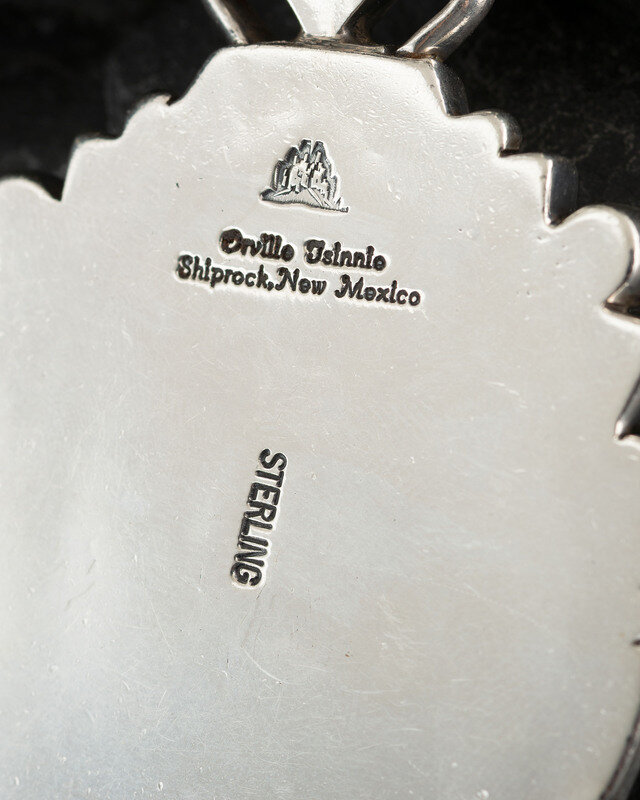 Orville Tsinnie
Shiprock, New Mexico
STERLING